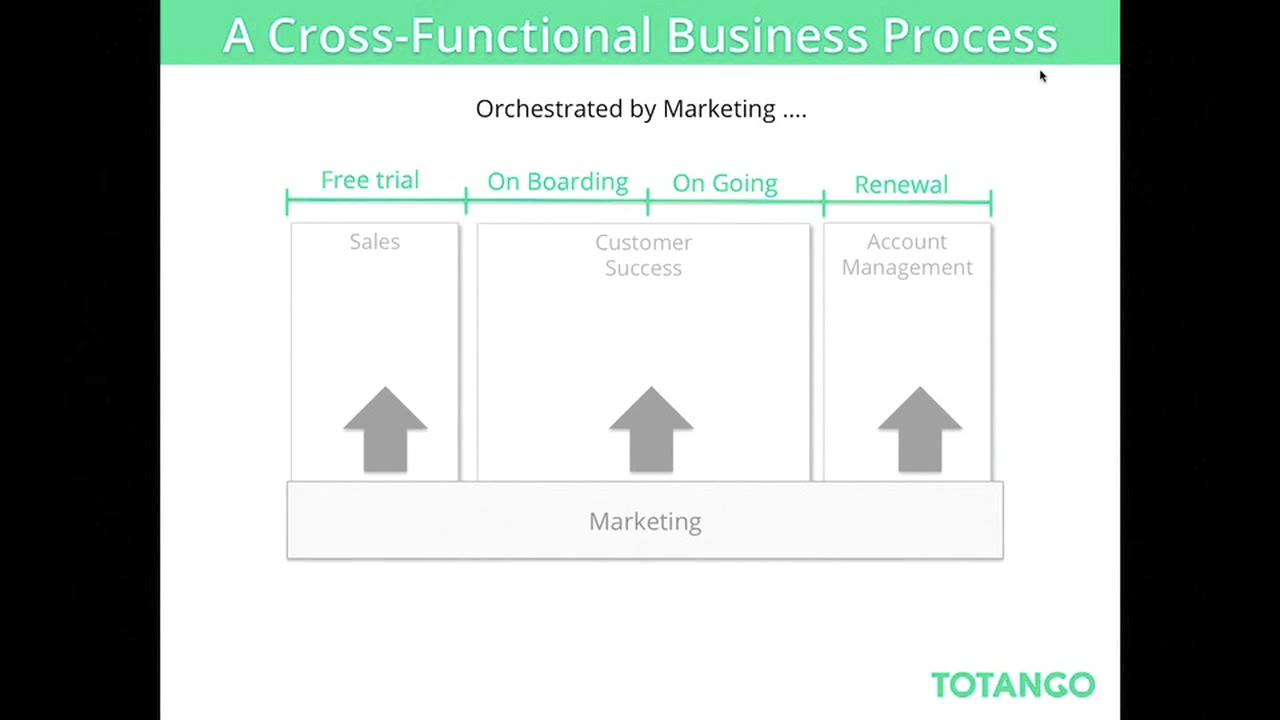 A Cross-Functional Business Process
Orchestrated by Marketing ....
Free trial
On Boarding
On Going
Renewal
Sales
Customer
Success
Account
Management
Marketing
TOTANGO